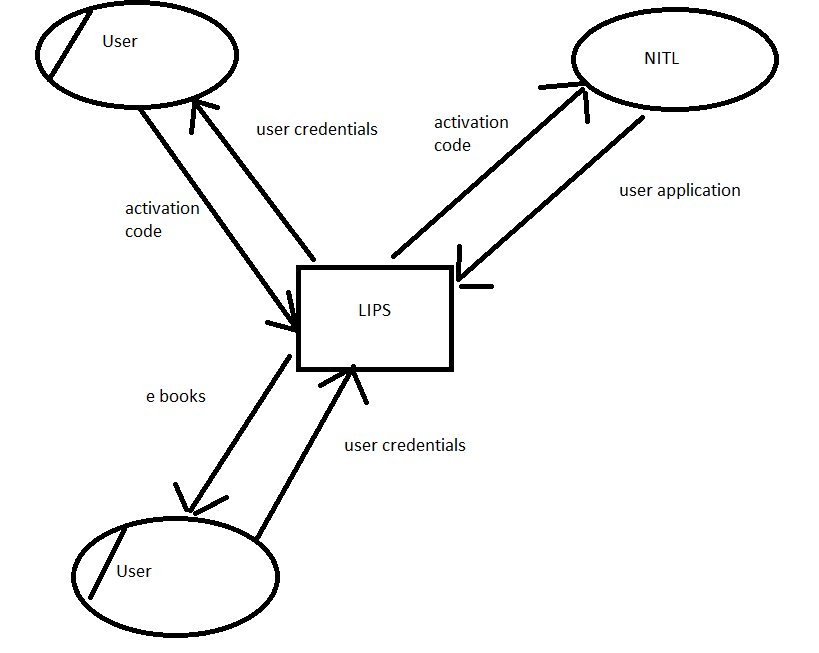 User
NITL
user credentials
activation
code
user application
activation
code
LIPS
e books
user credentials
User